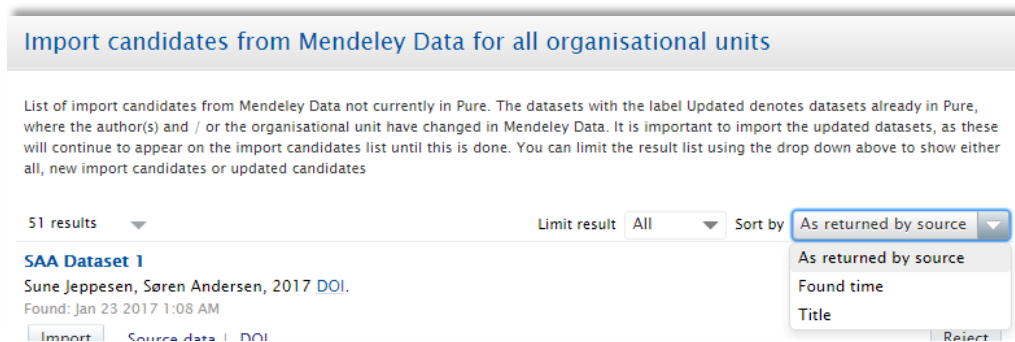 Import candidates from Mendeley Data for all organisational units
List of import candidates from Mendeley Data not currently in Pure. The datasets with the label Updated denotes datasets already in Pure,
where the author(s) and / or the organisational unit have changed in Mendeley Data. It is important to import the updated datasets, as these
will continue to appear on the import candidates list until this is done. You can limit the result list using the drop down above to show either
all, new import candidates or updated candidates
51 results Limit result All Sort by As returned by source
SAA Dataset 1 As returned by source
Sune Jeppesen, Søren Andersen, 2017 DOI. Found time
Found: Jan 23 2017 1:08 AM Title
Import Source data | DOI Reject